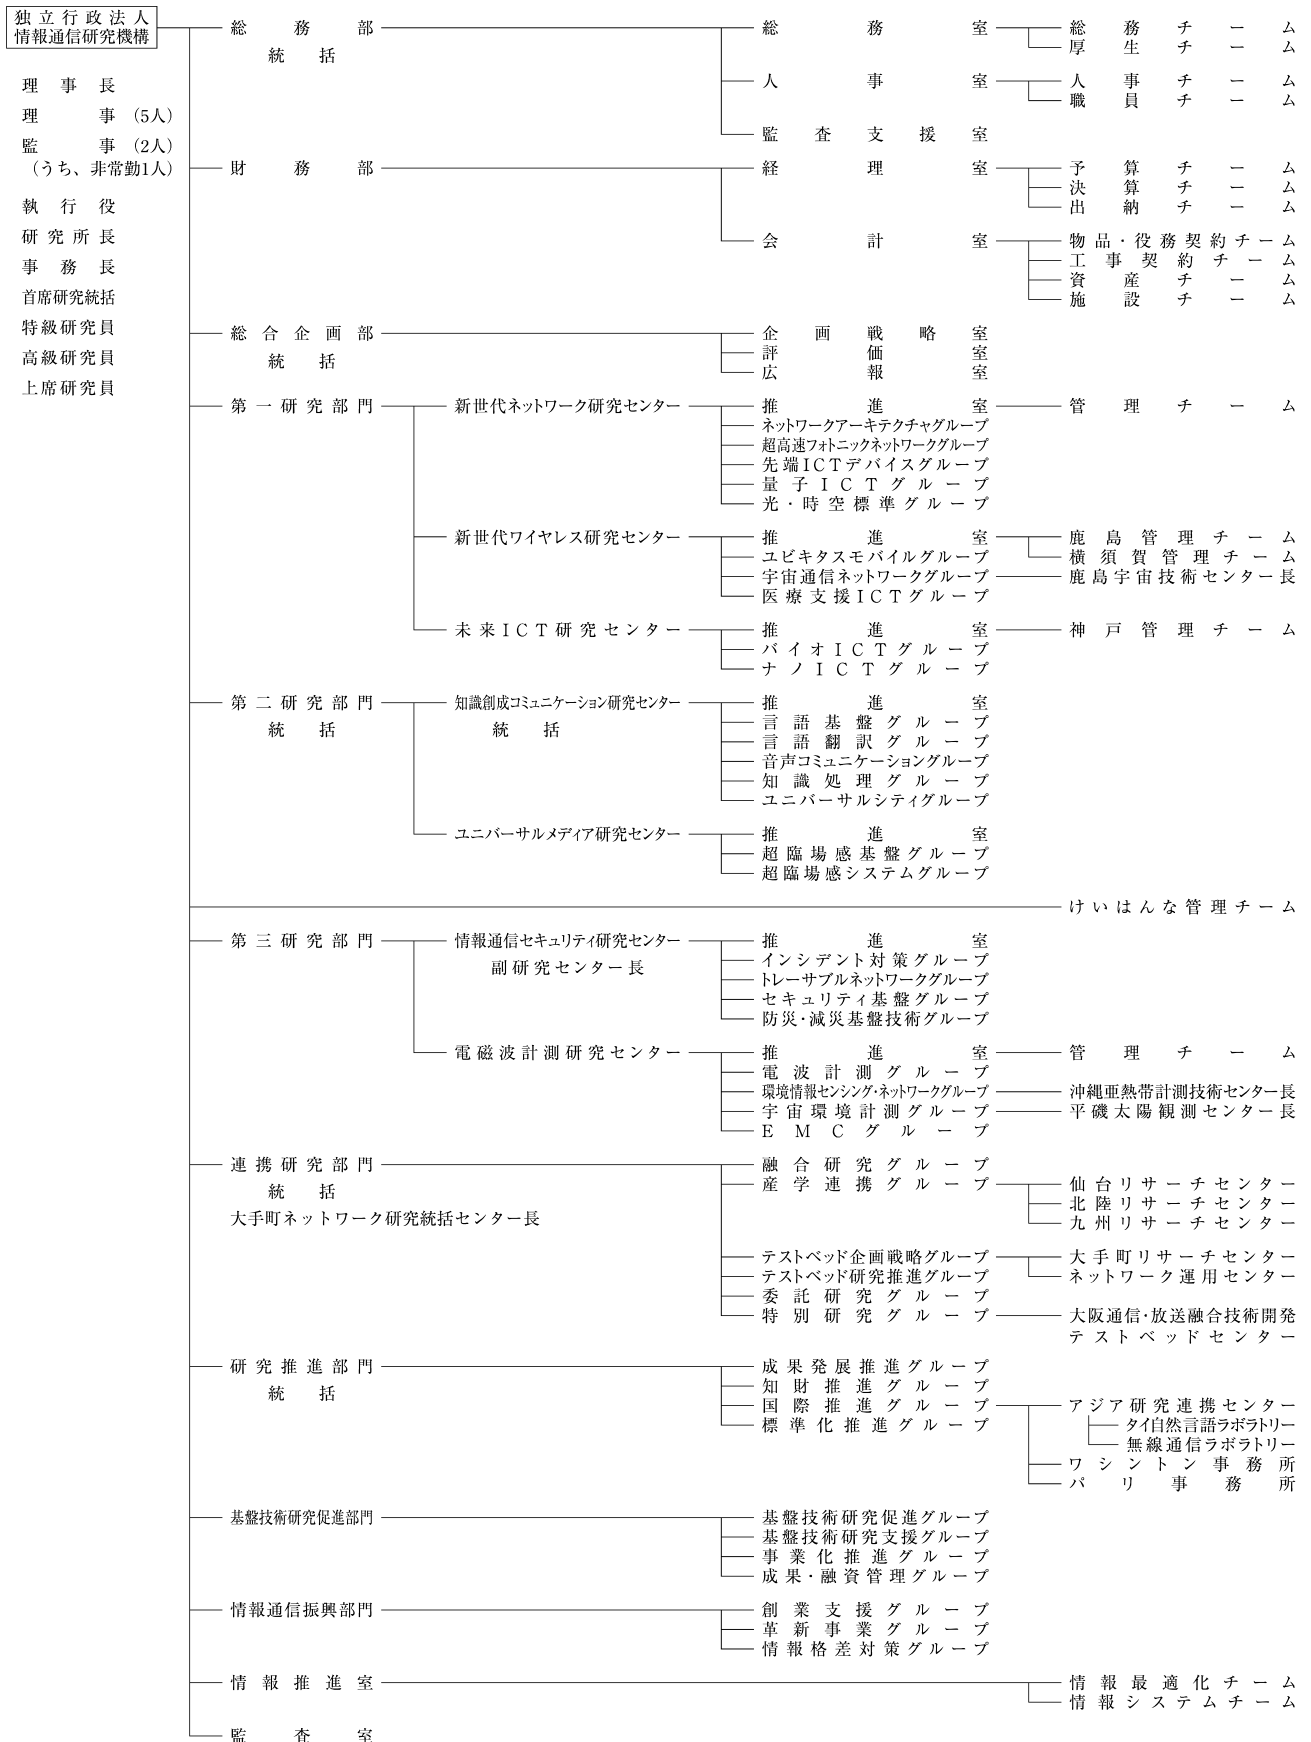 独立行政法人
情報通信研究機構
理事長
理事（5人）
監事（2人）
（うち、非常勤1人）
執行役
研究所長
事務長
首席研究統括
特級研究員
高級研究員
上席研究員
総務部 総務室 総務チーム
厚生チーム
統括
人事室 人事チーム
職員チーム
監査支援室
財務部 経理室 予算チーム
決算チーム
出納チーム
会計室 物品・役務契約チーム
工事契約チーム
資産チーム
施設チーム
総合企画部 企画戦略室
評価室
統括
広報室
第一研究部門 新世代ネットワーク研究センター 推進室 管理チーム
ネットワークアーキテクチャグループ
超高速フォトニックネットワークグループ
先端ICTデバイスグループ
量子ICTグループ
光・時空標準グループ
新世代ワイヤレス研究センター 推進室 鹿島管理チーム
ユビキタスモバイルグループ 横須賀管理チーム
宇宙通信ネットワークグループ 鹿島宇宙技術センター長
医療支援ICTグループ
未来ICT研究センター 推進室 神戸管理チーム
バイオICTグループ
ナノICTグループ
第二研究部門 知識創成コミュニケーション研究センター 推進室
言語基盤グループ
統括 統括
言語翻訳グループ
音声コミュニケーショングループ
知識処理グループ
ユニバーサルシティグループ
ユニバーサルメディア研究センター 推進室
超臨場感基盤グループ
超臨場感システムグループ
けいはんな管理チーム
第三研究部門 情報通信セキュリティ研究センター 推進室
インシデント対策グループ
副研究センター長
トレーサブルネットワークグループ
セキュリティ基盤グループ
防災・減災基盤技術グループ
電磁波計測研究センター 推進室 管理チーム
電波計測グループ
環境情報センシング・ネットワークグループ 沖縄亜熱帯計測技術センター長
宇宙環境計測グループ 平磯太陽観測センター長
EMCグループ
連携研究部門 融合研究グループ
産学連携グループ 仙台リサーチセンター
統括
北陸リサーチセンター
大手町ネットワーク研究統括センター長
九州リサーチセンター
テストベッド企画戦略グループ 大手町リサーチセンター
テストベッド研究推進グループ ネットワーク運用センター
委託研究グループ
特別研究グループ 大阪通信・放送融合技術開発
テストベッドセンター
研究推進部門 成果発展推進グループ
知財推進グループ
統括
国際推進グループ アジア研究連携センター
標準化推進グループ タイ自然言語ラボラトリー
無線通信ラボラトリー
ワシントン事務所
パリ事務所
基盤技術研究促進部門 基盤技術研究促進グループ
基盤技術研究支援グループ
事業化推進グループ
成果・融資管理グループ
情報通信振興部門 創業支援グループ
革新事業グループ
情報格差対策グループ
情報推進室 情報最適化チーム
情報システムチーム
監査室